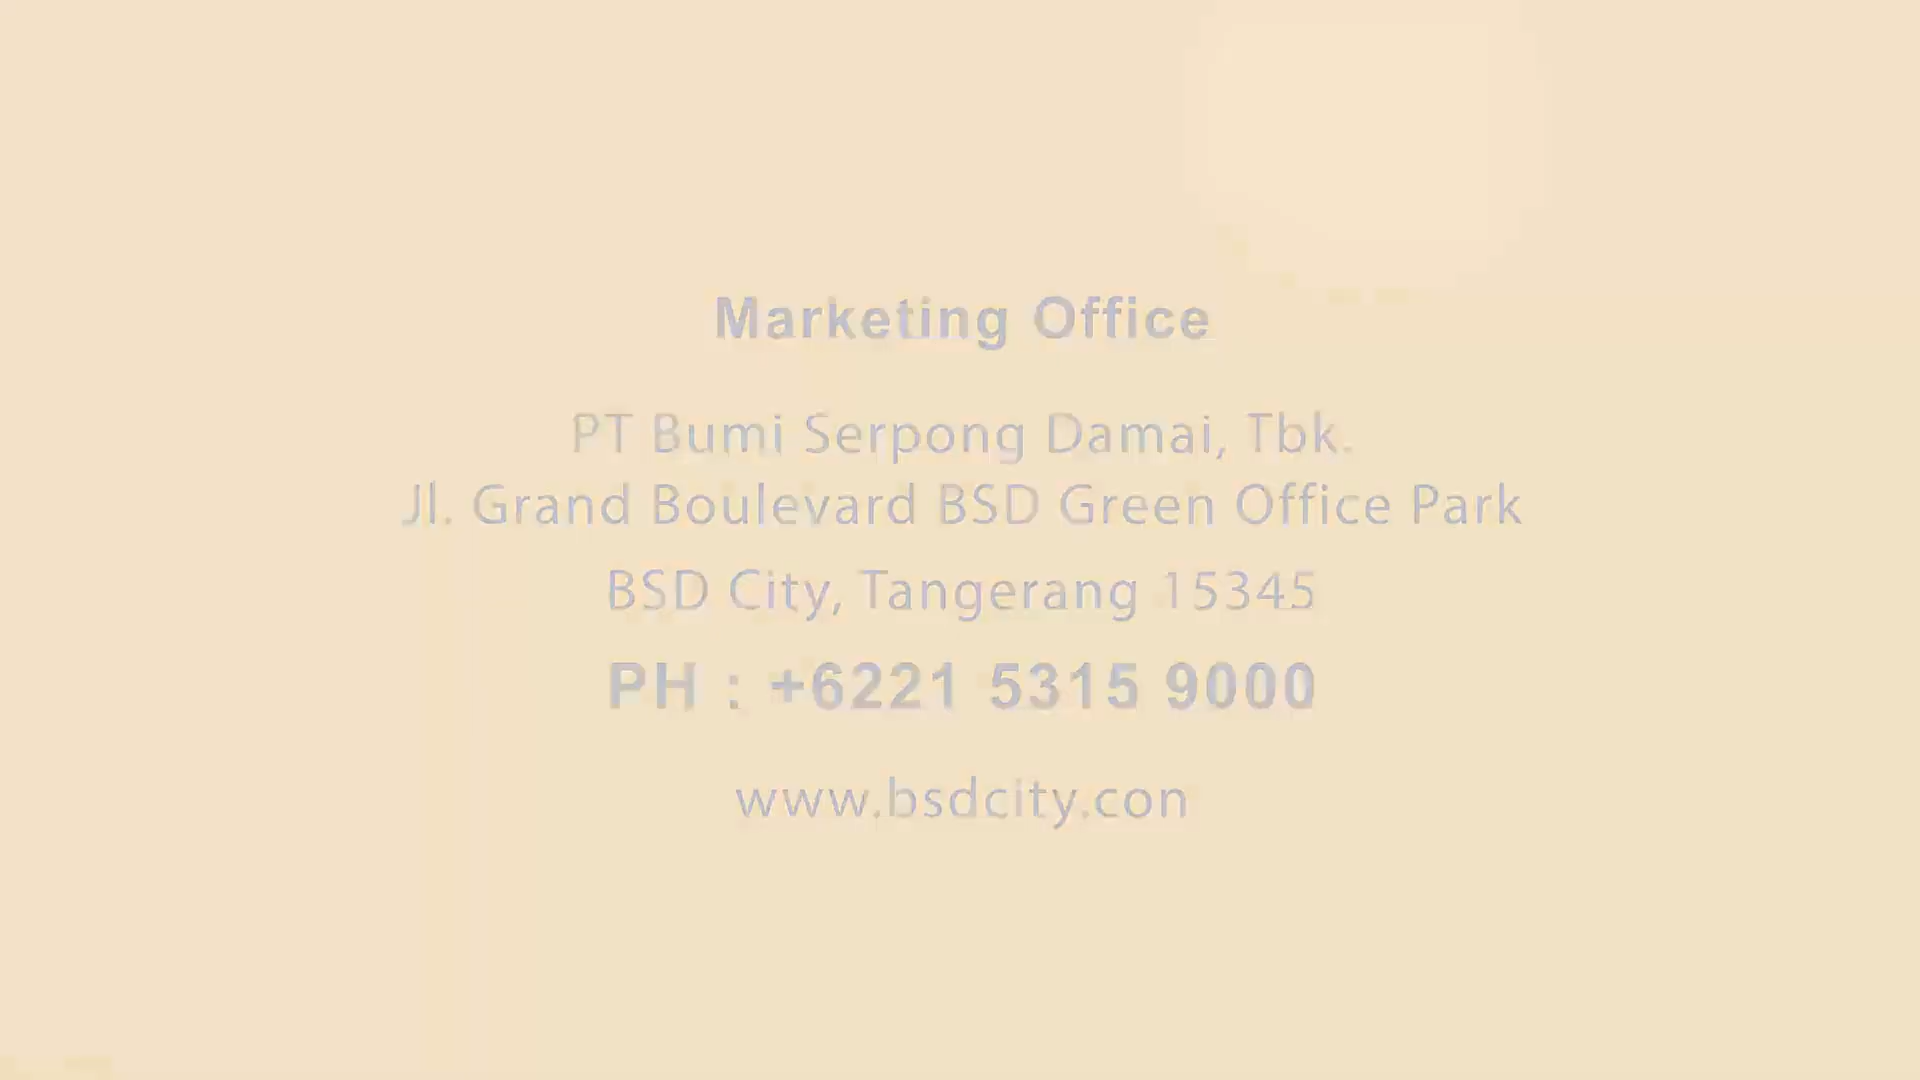 Marketing Office
PT Bumi Serpong Damai, Tbk.
Jl. Grand Boulevard BSD Green Office Park
BSD City, Tangerang 15345
PH : +6221 5315 9000
www.bsdcity.con